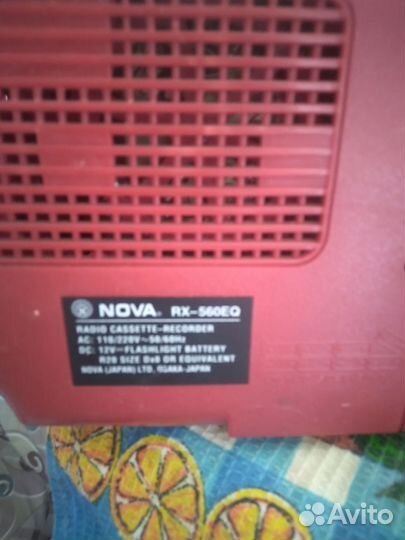 NOVA RX-560EQ
RADIO CASSETTE-RECORDER
AC: 110/220V~50/60Hz
DC: 12V-FLASHLIGHT BATTERY
R20 SIZE Dx8 OR EQUIVALENT
NOVA (JAPAN) LTD. OSAKA-JAPAN
Avito